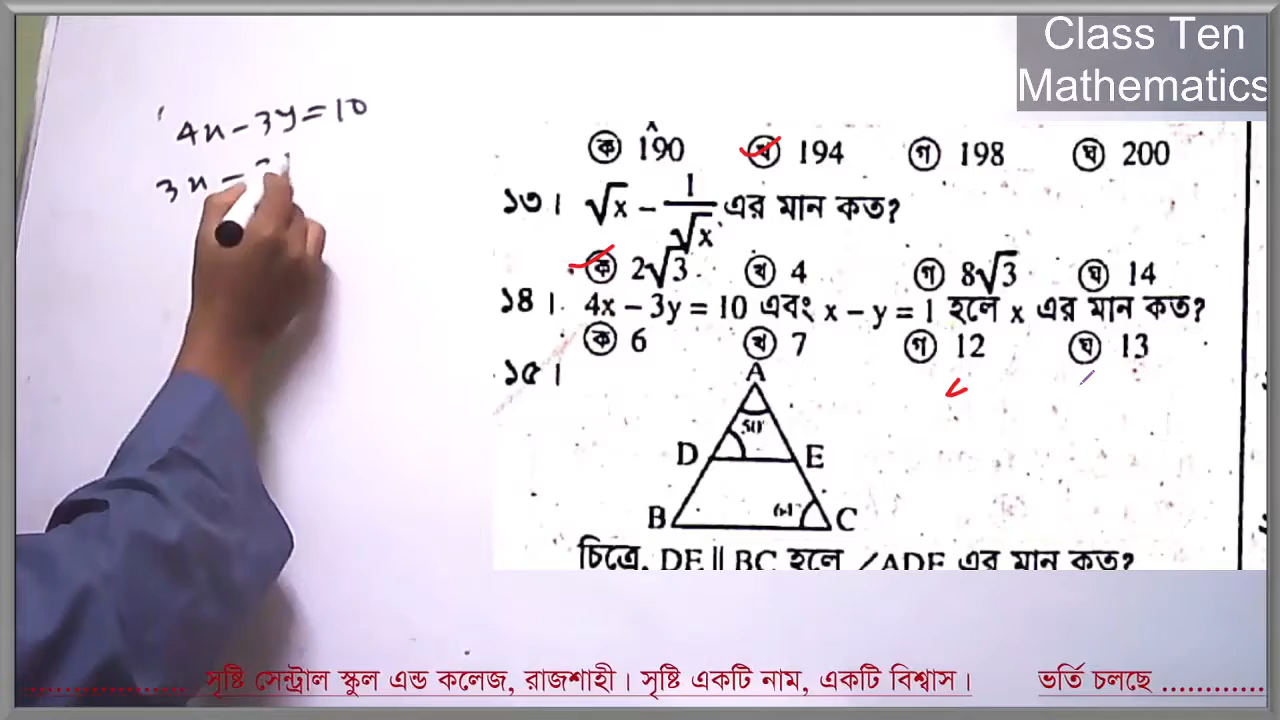 Class Ten
Mathematics
4x-3y=10
3x-
ক 190 খ 194 গ 198 ঘ 200
১৩। √x − 1/√x এর মান কত?
ক 2√3 খ 4 গ 8√3 ঘ 14
১৪। 4x − 3y = 10 এবং x − y = 1 হলে x এর মান কত?
ক 6 খ 7 গ 12 ঘ 13
১৫।
A
50°
D E
B C
চিত্রে, DE || BC হলে ∠ADE এর মান কত?
.................... সৃষ্টি সেন্ট্রাল স্কুল এন্ড কলেজ, রাজশাহী। সৃষ্টি একটি নাম, একটি বিশ্বাস। ভর্তি চলছে .............